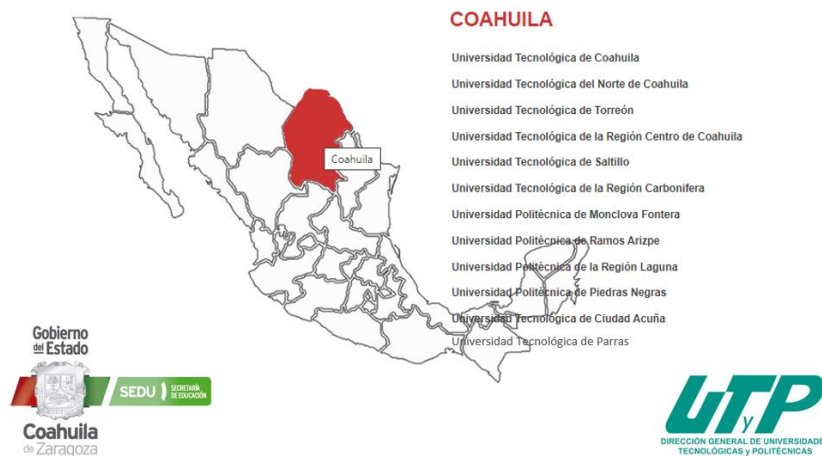 COAHUILA
Universidad Tecnológica de Coahuila
Universidad Tecnológica del Norte de Coahuila
Universidad Tecnológica de Torreón
Universidad Tecnológica de la Región Centro de Coahuila
Universidad Tecnológica de Saltillo
Universidad Tecnológica de la Región Carbonifera
Universidad Politécnica de Monclova Fontera
Universidad Politécnica de Ramos Arizpe
Universidad Politécnica de la Región Laguna
Universidad Politécnica de Piedras Negras
Universidad Tecnológica de Ciudad Acuña
Universidad Tecnológica de Parras
Coahuila
Gobierno
del Estado
SEDU
SECRETARÍA
DE EDUCACIÓN
Coahuila
de Zaragoza
UTyP
DIRECCIÓN GENERAL DE UNIVERSIDADE
TECNOLÓGICAS y POLITÉCNICAS